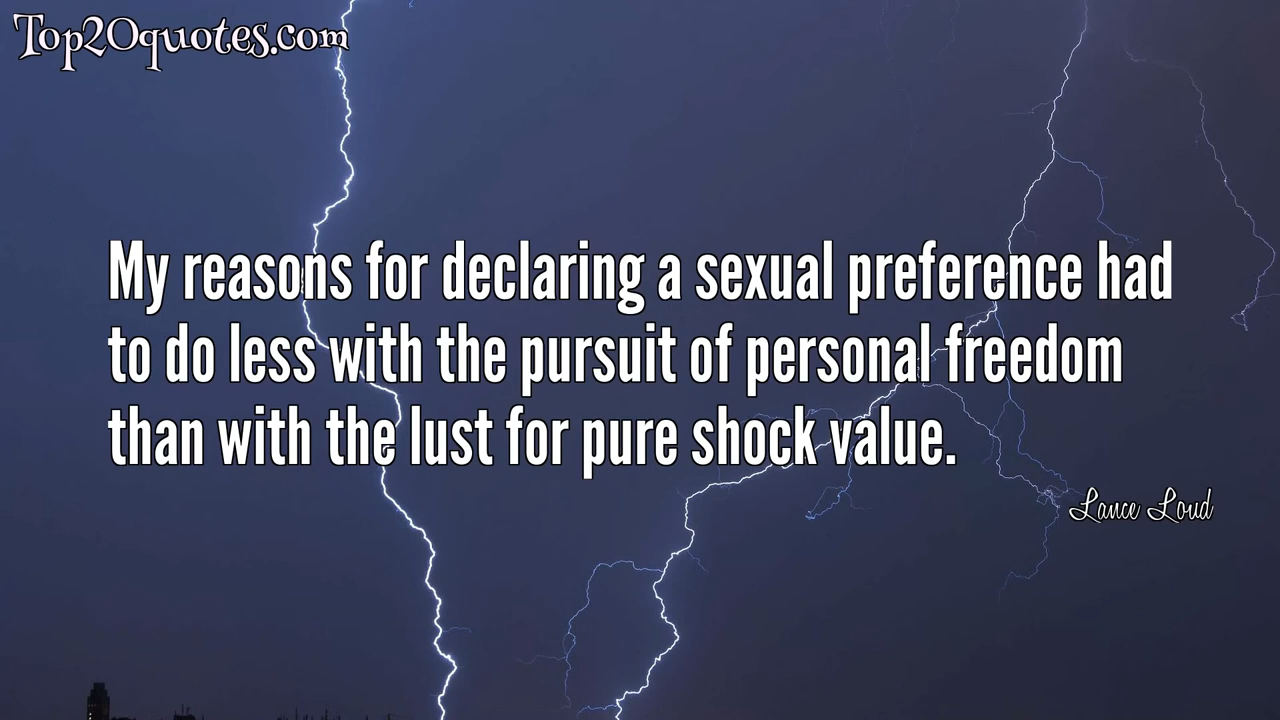 Top20quotes.com
My reasons for declaring a sexual preference had
to do less with the pursuit of personal freedom
than with the lust for pure shock value.
Lance Loud